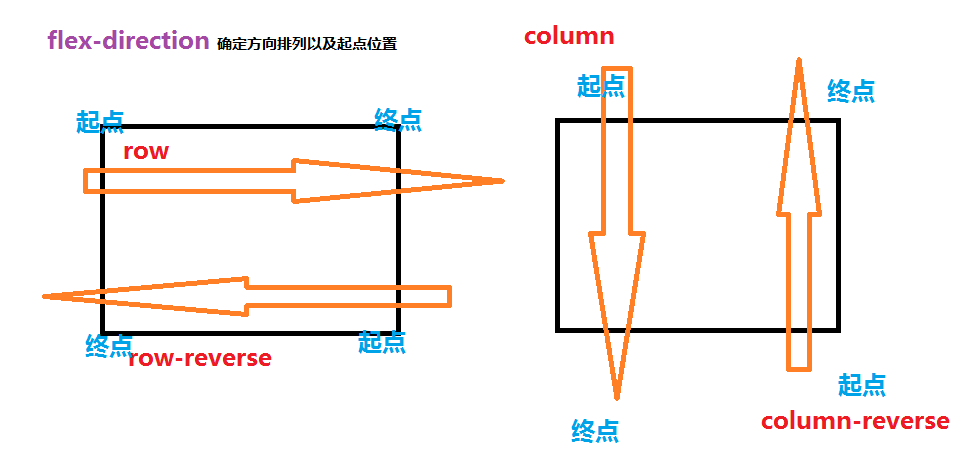 flex-direction 确定方向排列以及起点位置
起点
终点
row
终点
起点
row-reverse
column
起点
终点
终点
起点
column-reverse